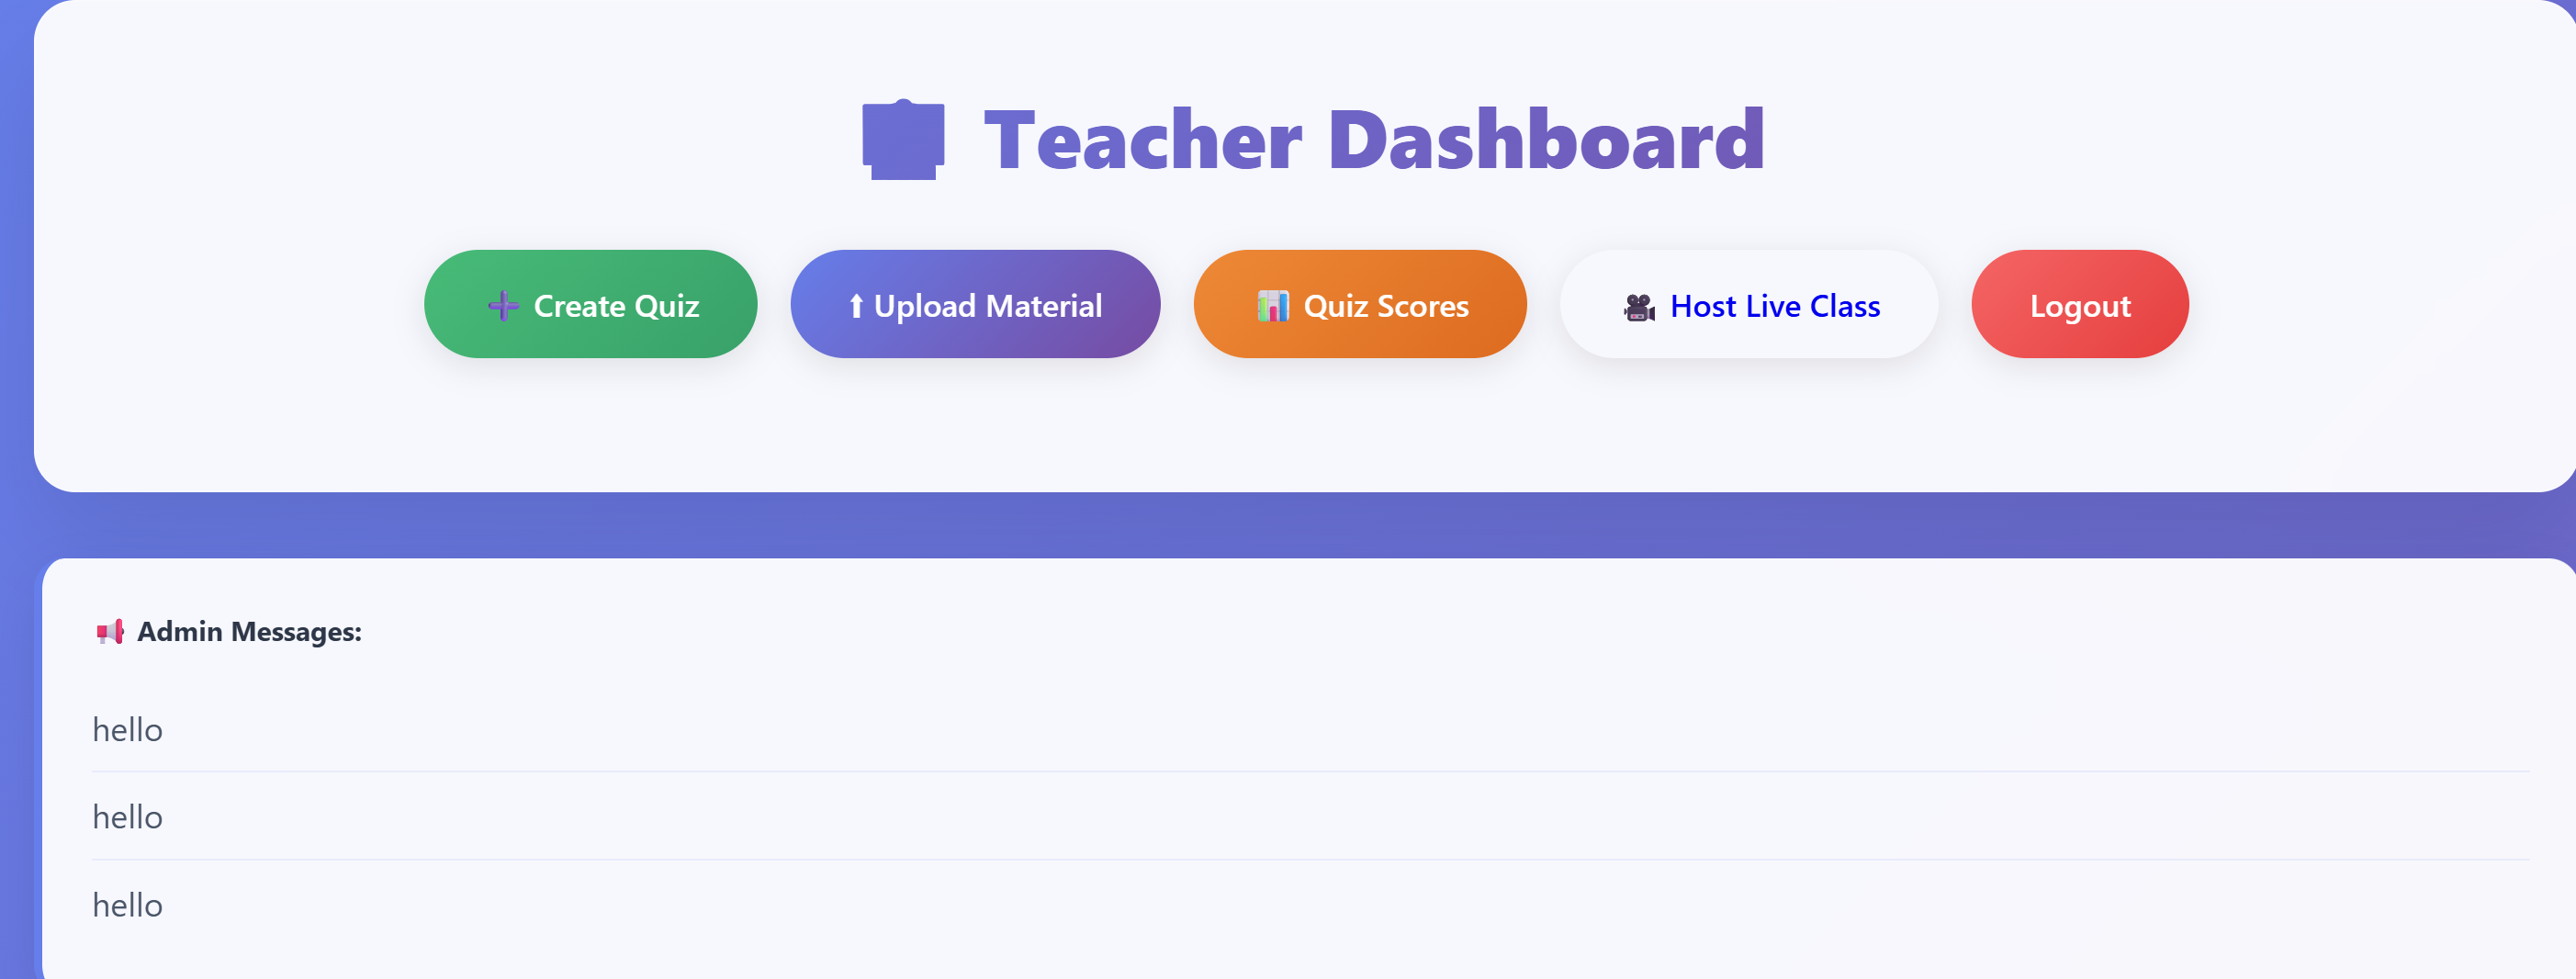 Teacher Dashboard
➕ Create Quiz
⬆ Upload Material
📊 Quiz Scores
🎥 Host Live Class
Logout
📢 Admin Messages:
hello
hello
hello